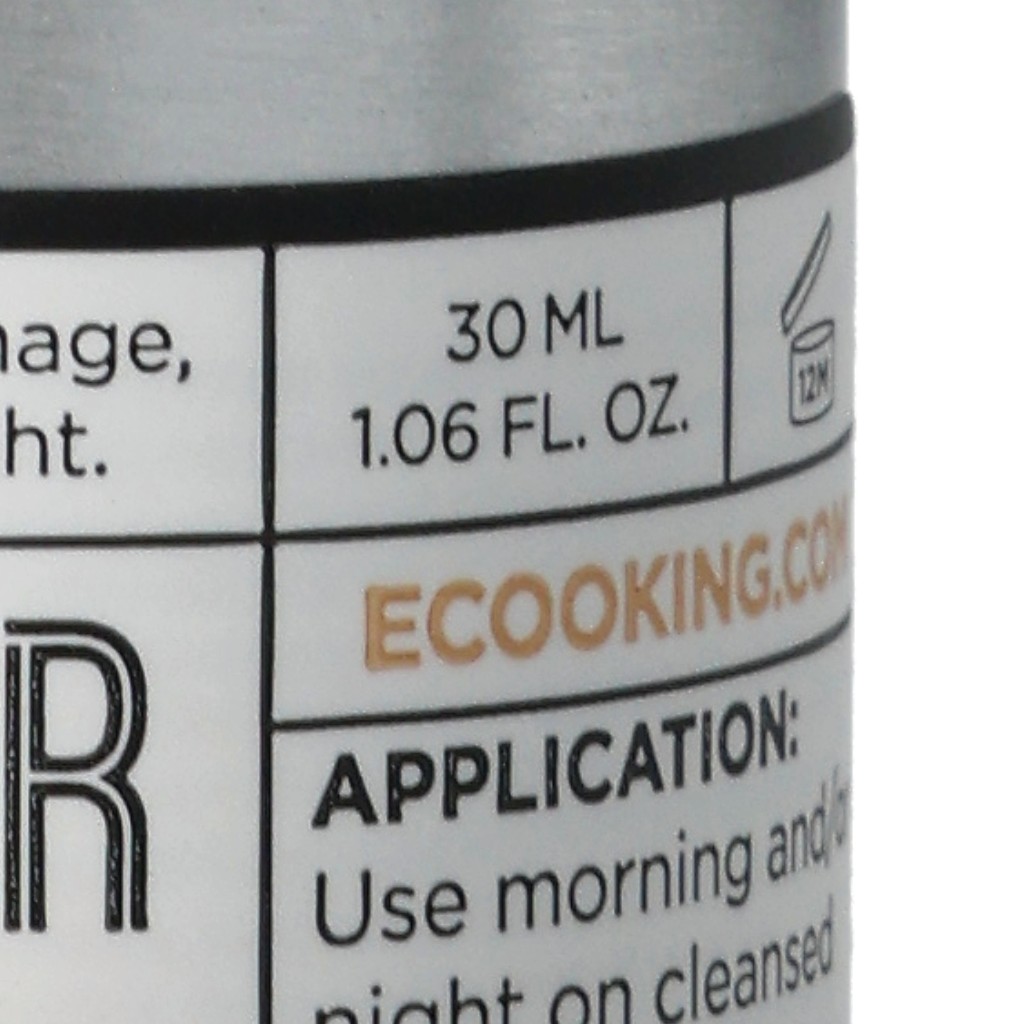 nage,
ht.
30 ML
1.06 FL. OZ.
12M
ECOOKING.COM
R
APPLICATION:
Use morning and/o
night on cleansed